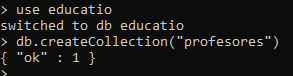 > use educatio
switched to db educatio
> db.createCollection("profesores")
{ "ok" : 1 }
>